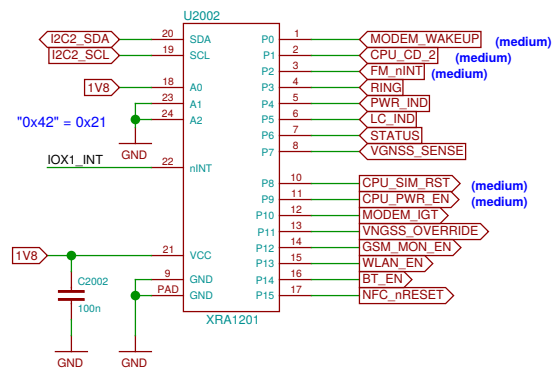 U2002
I2C2_SDA 20 SDA P0 1 MODEM_WAKEUP (medium)
I2C2_SCL 19 SCL P1 2 CPU_CD_2 (medium)
P2 3 FM_nINT (medium)
1V8 18 A0 P3 4 RING
23 A1 P4 5 PWR_IND
24 A2 P5 6 LC_IND
"0x42" = 0x21
P6 7 STATUS
GND
P7 8 VGNSS_SENSE
IOX1_INT 22 nINT
P8 10 CPU_SIM_RST (medium)
P9 11 CPU_PWR_EN (medium)
P10 12 MODEM_IGT
P11 13 VNGSS_OVERRIDE
P12 14 GSM_MON_EN
1V8 21 VCC P13 15 WLAN_EN
9 GND P14 16 BT_EN
PAD GND P15 17 NFC_nRESET
C2002
100n
XRA1201
GND GND